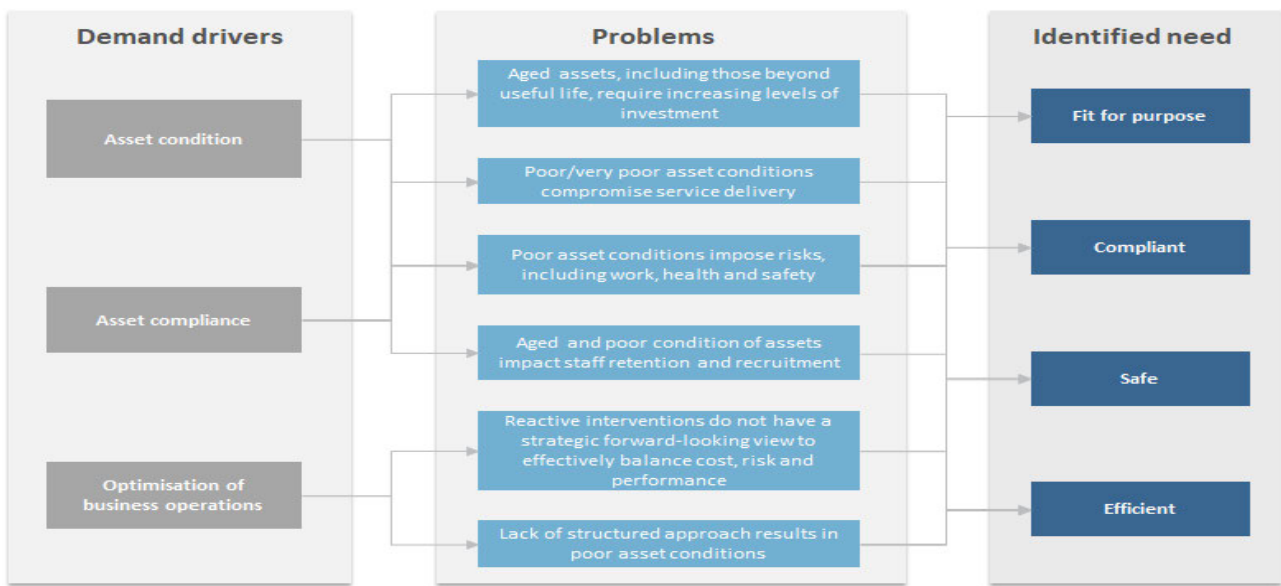 Demand drivers
Asset condition
Asset compliance
Optimisation of
business operations
Problems
Aged assets, including those beyond
useful life, require increasing levels of
investment
Poor/very poor asset conditions
compromise service delivery
Poor asset conditions impose risks,
including work, health and safety
Aged and poor condition of assets
impact staff retention and recruitment
Reactive interventions do not have a
strategic forward-looking view to
effectively balance cost, risk and
performance
Lack of structured approach results in
poor asset conditions
Identified need
Fit for purpose
Compliant
Safe
Efficient